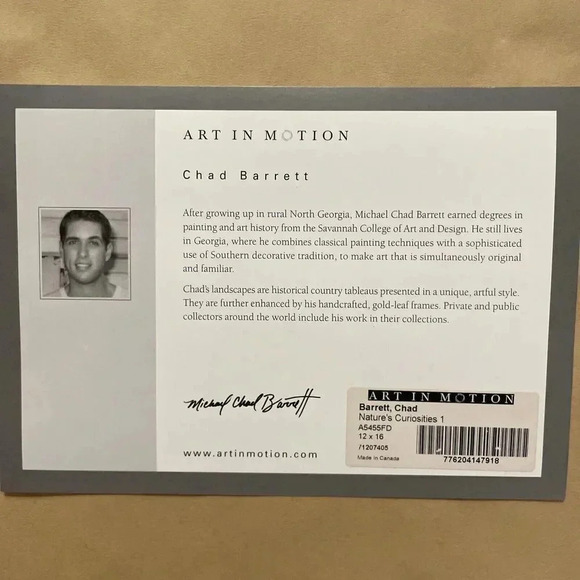 ART IN MOTION
Chad Barrett
After growing up in rural North Georgia, Michael Chad Barrett earned degrees in
painting and art history from the Savannah College of Art and Design. He still lives
in Georgia, where he combines classical painting techniques with a sophisticated
use of Southern decorative tradition, to make art that is simultaneously original
and familiar.
Chad's landscapes are historical country tableaus presented in a unique, artful style.
They are further enhanced by his handcrafted, gold-leaf frames. Private and public
collectors around the world include his work in their collections.
Michael Chad Barrett
www.artinmotion.com
ART IN MOTION
Barrett, Chad
Nature's Curiosities 1
A5455FD
12 x 16
/1207405
Made in Canada
776204147918